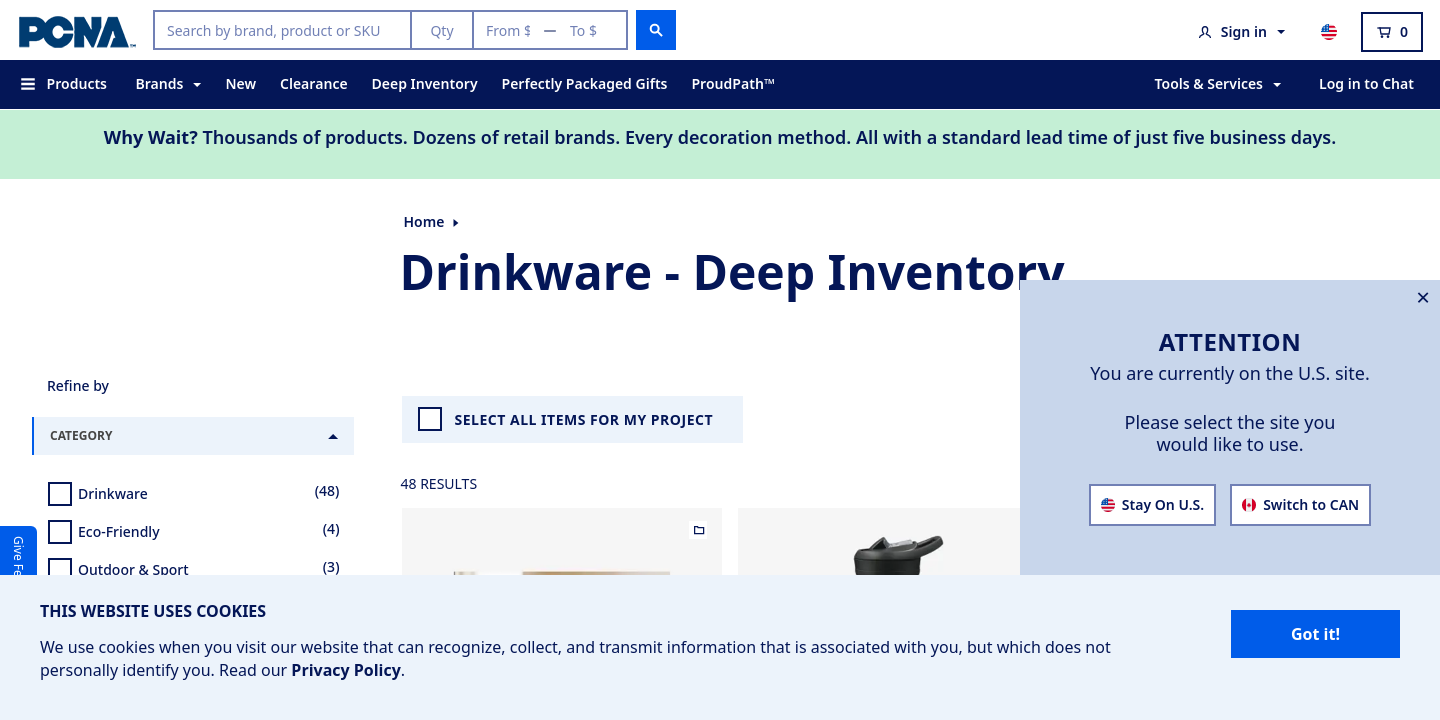 PCNA™
Search by brand, product or SKU
Qty
From $ — To $
Sign in
0
Products
Brands
New
Clearance
Deep Inventory
Perfectly Packaged Gifts
ProudPath™
Tools & Services
Log in to Chat
Why Wait? Thousands of products. Dozens of retail brands. Every decoration method. All with a standard lead time of just five business days.
Home
Drinkware - Deep Inventory
Refine by
CATEGORY
Drinkware (48)
Eco-Friendly (4)
Outdoor & Sport (3)
Give Fe
SELECT ALL ITEMS FOR MY PROJECT
48 RESULTS
ATTENTION
You are currently on the U.S. site.
Please select the site you
would like to use.
Stay On U.S.
Switch to CAN
THIS WEBSITE USES COOKIES
We use cookies when you visit our website that can recognize, collect, and transmit information that is associated with you, but which does not
personally identify you. Read our Privacy Policy.
Got it!